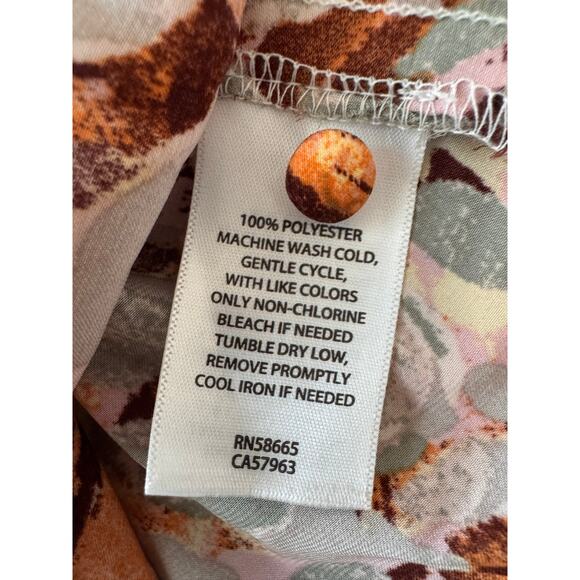 100% POLYESTER
MACHINE WASH COLD,
GENTLE CYCLE,
WITH LIKE COLORS
ONLY NON-CHLORINE
BLEACH IF NEEDED
TUMBLE DRY LOW,
REMOVE PROMPTLY
COOL IRON IF NEEDED
RN58665
CA57963